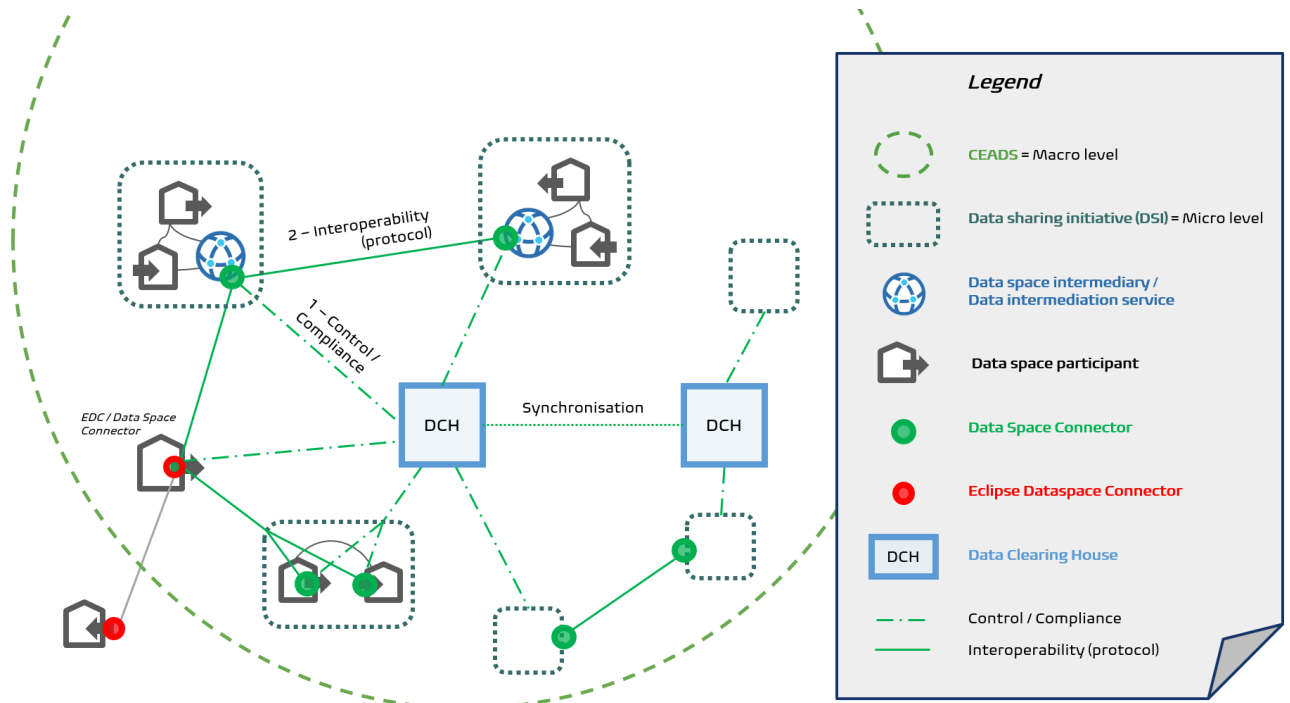 2 – Interoperability
(protocol)
1 – Control /
Compliance
EDC / Data Space
Connector
DCH
Synchronisation
DCH
Legend
CEADS = Macro level
Data sharing initiative (DSI) = Micro level
Data space intermediary /
Data intermediation service
Data space participant
Data Space Connector
Eclipse Dataspace Connector
DCH
Data Clearing House
Control / Compliance
Interoperability (protocol)